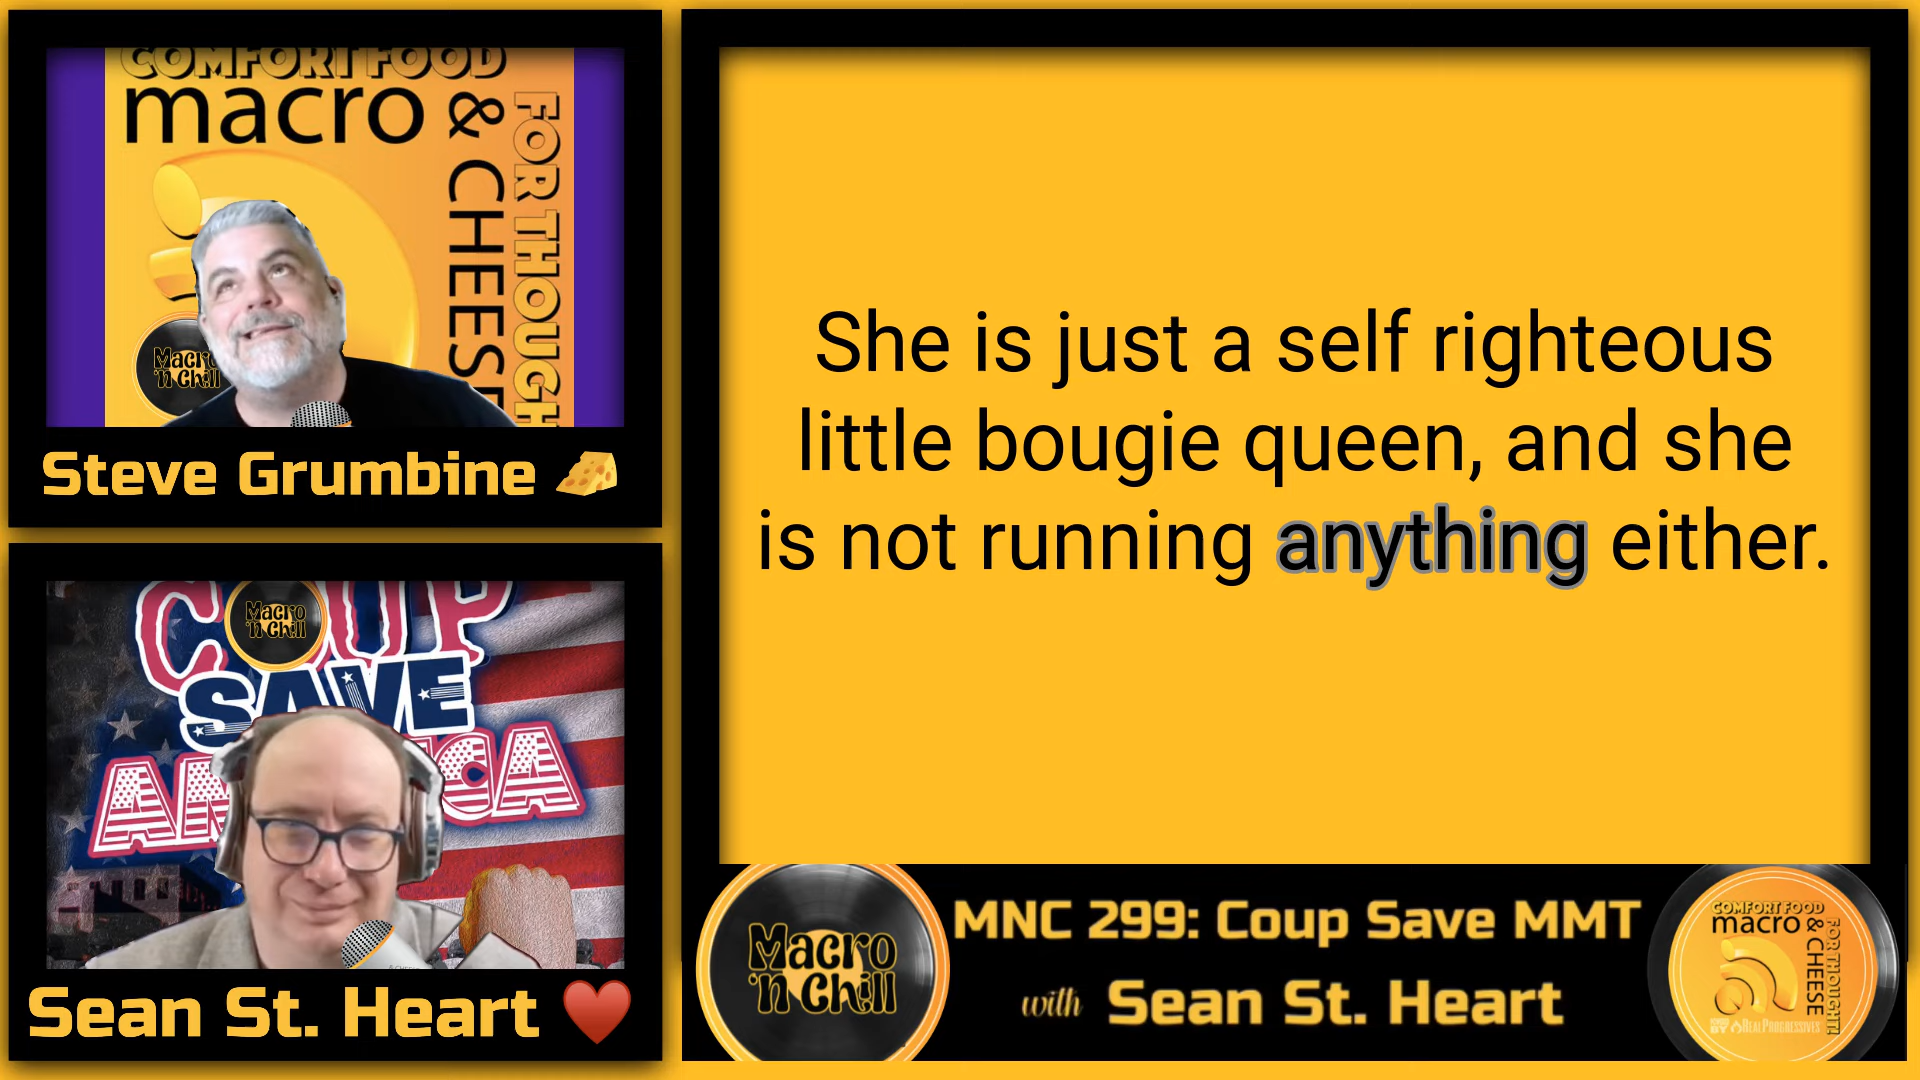 COMFORT FOOD
macro & CHEESE
FOR THOUGH
Macro
'N Chill
Steve Grumbine
COUP
Macro
'N Chill
SAVE
Sean St. Heart
She is just a self righteous
little bougie queen, and she
is not running anything either.
Macro
'N Chill
MNC 299: Coup Save MMT
with Sean St. Heart
COMFORT FOOD
macro & CHEESE
FOR THOUGHT
REALPROGRESSIVES